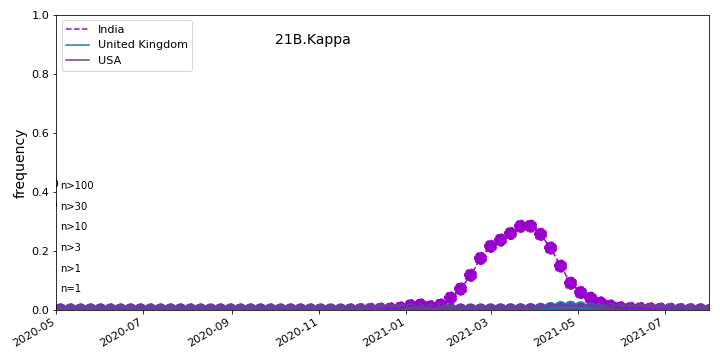 1.0
0.8
0.6
0.4
0.2
0.0
frequency
India
United Kingdom
USA
21B.Kappa
n>100
n>30
n>10
n>3
n>1
n=1
2020-05
2020-07
2020-09
2020-11
2021-01
2021-03
2021-05
2021-07